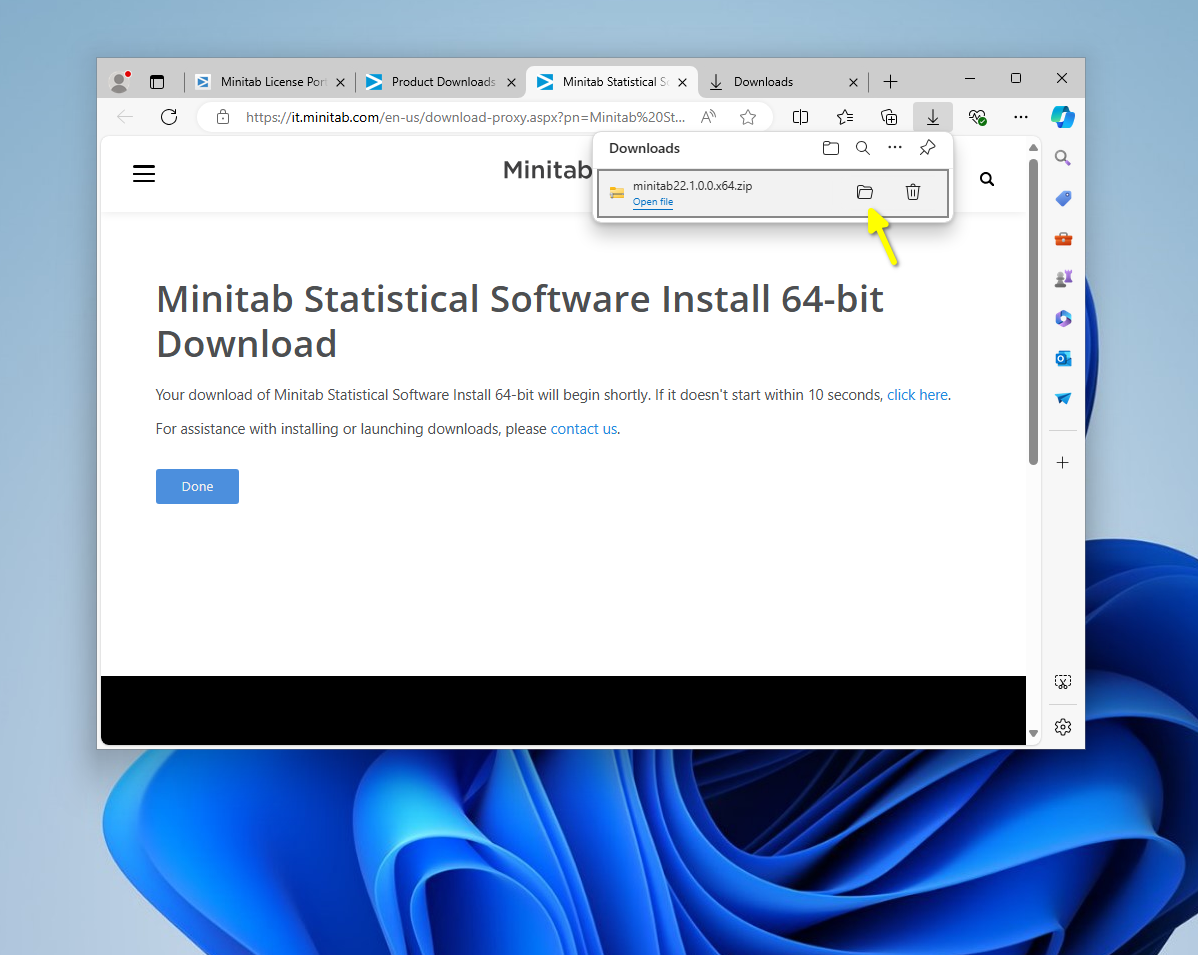 Minitab License Port
Product Downloads
Minitab Statistical So
Downloads
https://it.minitab.com/en-us/download-proxy.aspx?pn=Minitab%20St...
Downloads
Minitab
minitab22.1.0.0.x64.zip
Open file
Minitab Statistical Software Install 64-bit
Download
Your download of Minitab Statistical Software Install 64-bit will begin shortly. If it doesn't start within 10 seconds, click here.
For assistance with installing or launching downloads, please contact us.
Done